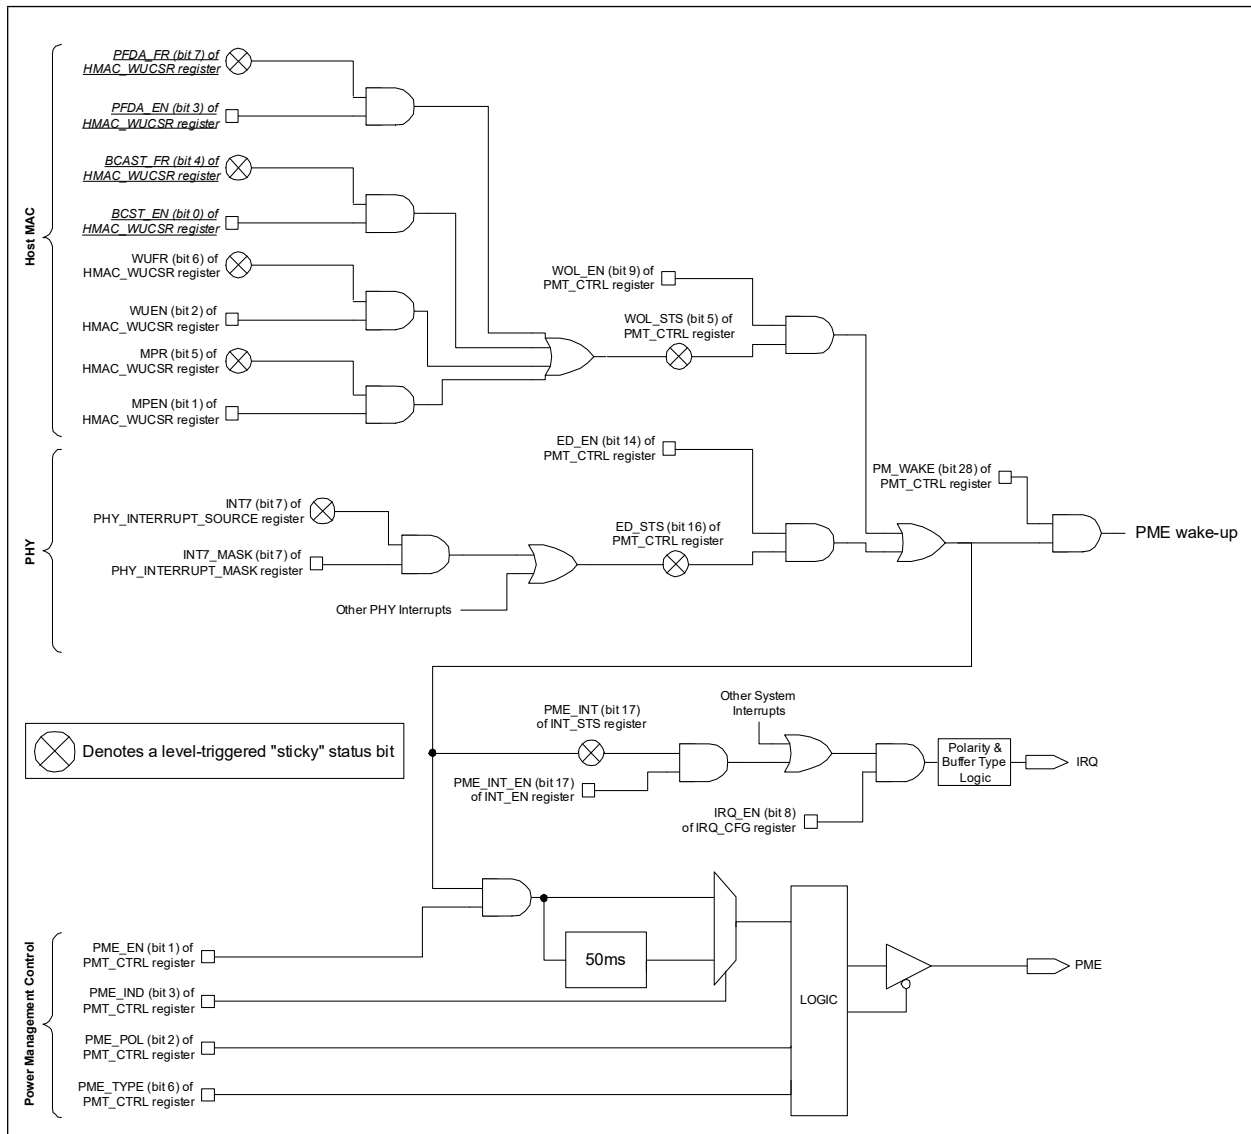 Host MAC
PFDA_FR (bit 7) of
HMAC_WUCSR register
PFDA_EN (bit 3) of
HMAC_WUCSR register
BCAST_FR (bit 4) of
HMAC_WUCSR register
BCST_EN (bit 0) of
HMAC_WUCSR register
WUFR (bit 6) of
HMAC_WUCSR register
WUEN (bit 2) of
HMAC_WUCSR register
MPR (bit 5) of
HMAC_WUCSR register
MPEN (bit 1) of
HMAC_WUCSR register
WOL_EN (bit 9) of
PMT_CTRL register
WOL_STS (bit 5) of
PMT_CTRL register
PHY
INT7 (bit 7) of
PHY_INTERRUPT_SOURCE register
INT7_MASK (bit 7) of
PHY_INTERRUPT_MASK register
Other PHY Interrupts
ED_EN (bit 14) of
PMT_CTRL register
ED_STS (bit 16) of
PMT_CTRL register
PM_WAKE (bit 28) of
PMT_CTRL register
PME wake-up
Denotes a level-triggered "sticky" status bit
PME_INT (bit 17)
of INT_STS register
PME_INT_EN (bit 17)
of INT_EN register
Other System
Interrupts
IRQ_EN (bit 8)
of IRQ_CFG register
Polarity &
Buffer Type
Logic
IRQ
Power Management Control
PME_EN (bit 1) of
PMT_CTRL register
PME_IND (bit 3) of
PMT_CTRL register
PME_POL (bit 2) of
PMT_CTRL register
PME_TYPE (bit 6) of
PMT_CTRL register
50ms
LOGIC
PME